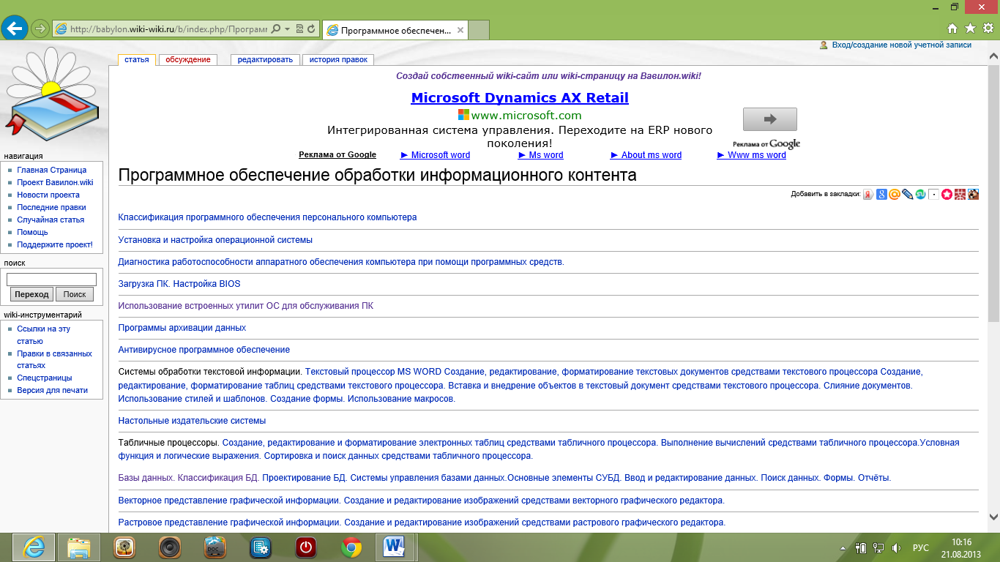 http://babylon.wiki-wiki.ru/b/index.php/Програмі
Программное обеспечен...
Вход/создание новой учетной записи
статья обсуждение редактировать история правок
Создай собственный wiki-сайт или wiki-страницу на Вавилон.wiki!
Microsoft Dynamics AX Retail
www.microsoft.com
Интегрированная система управления. Переходите на ERP нового
поколения!
Реклама от Google
Реклама от Google ► Microsoft word ► Ms word ► About ms word ► Www ms word
навигация
Главная Страница
Проект Вавилон.wiki
Новости проекта
Последние правки
Случайная статья
Помощь
Поддержите проект!
поиск
Переход Поиск
wiki-инструментарий
Ссылки на эту
статью
Правки в связанных
статьях
Спецстраницы
Версия для печати
Программное обеспечение обработки информационного контента
Добавить в закладки:
Классификация программного обеспечения персонального компьютера
Установка и настройка операционной системы
Диагностика работоспособности аппаратного обеспечения компьютера при помощи программных средств.
Загрузка ПК. Настройка BIOS
Использование встроенных утилит ОС для обслуживания ПК
Программы архивации данных
Антивирусное программное обеспечение
Системы обработки текстовой информации. Текстовый процессор MS WORD Создание, редактирование, форматирование текстовых документов средствами текстового процессора Создание,
редактирование, форматирование таблиц средствами текстового процессора. Вставка и внедрение объектов в текстовый документ средствами текстового процессора. Слияние документов.
Использование стилей и шаблонов. Создание формы. Использование макросов.
Настольные издательские системы
Табличные процессоры. Создание, редактирование и форматирование электронных таблиц средствами табличного процессора. Выполнение вычислений средствами табличного процессора.Условная
функция и логические выражения. Сортировка и поиск данных средствами табличного процессора.
Базы данных. Классификация БД. Проектирование БД. Системы управления базами данных.Основные элементы СУБД. Ввод и редактирование данных. Поиск данных. Формы. Отчёты.
Векторное представление графической информации. Создание и редактирование изображений средствами векторного графического редактора.
Растровое представление графической информации. Создание и редактирование изображений средствами растрового графического редактора.
DOC
РУС
10:16
21.08.2013